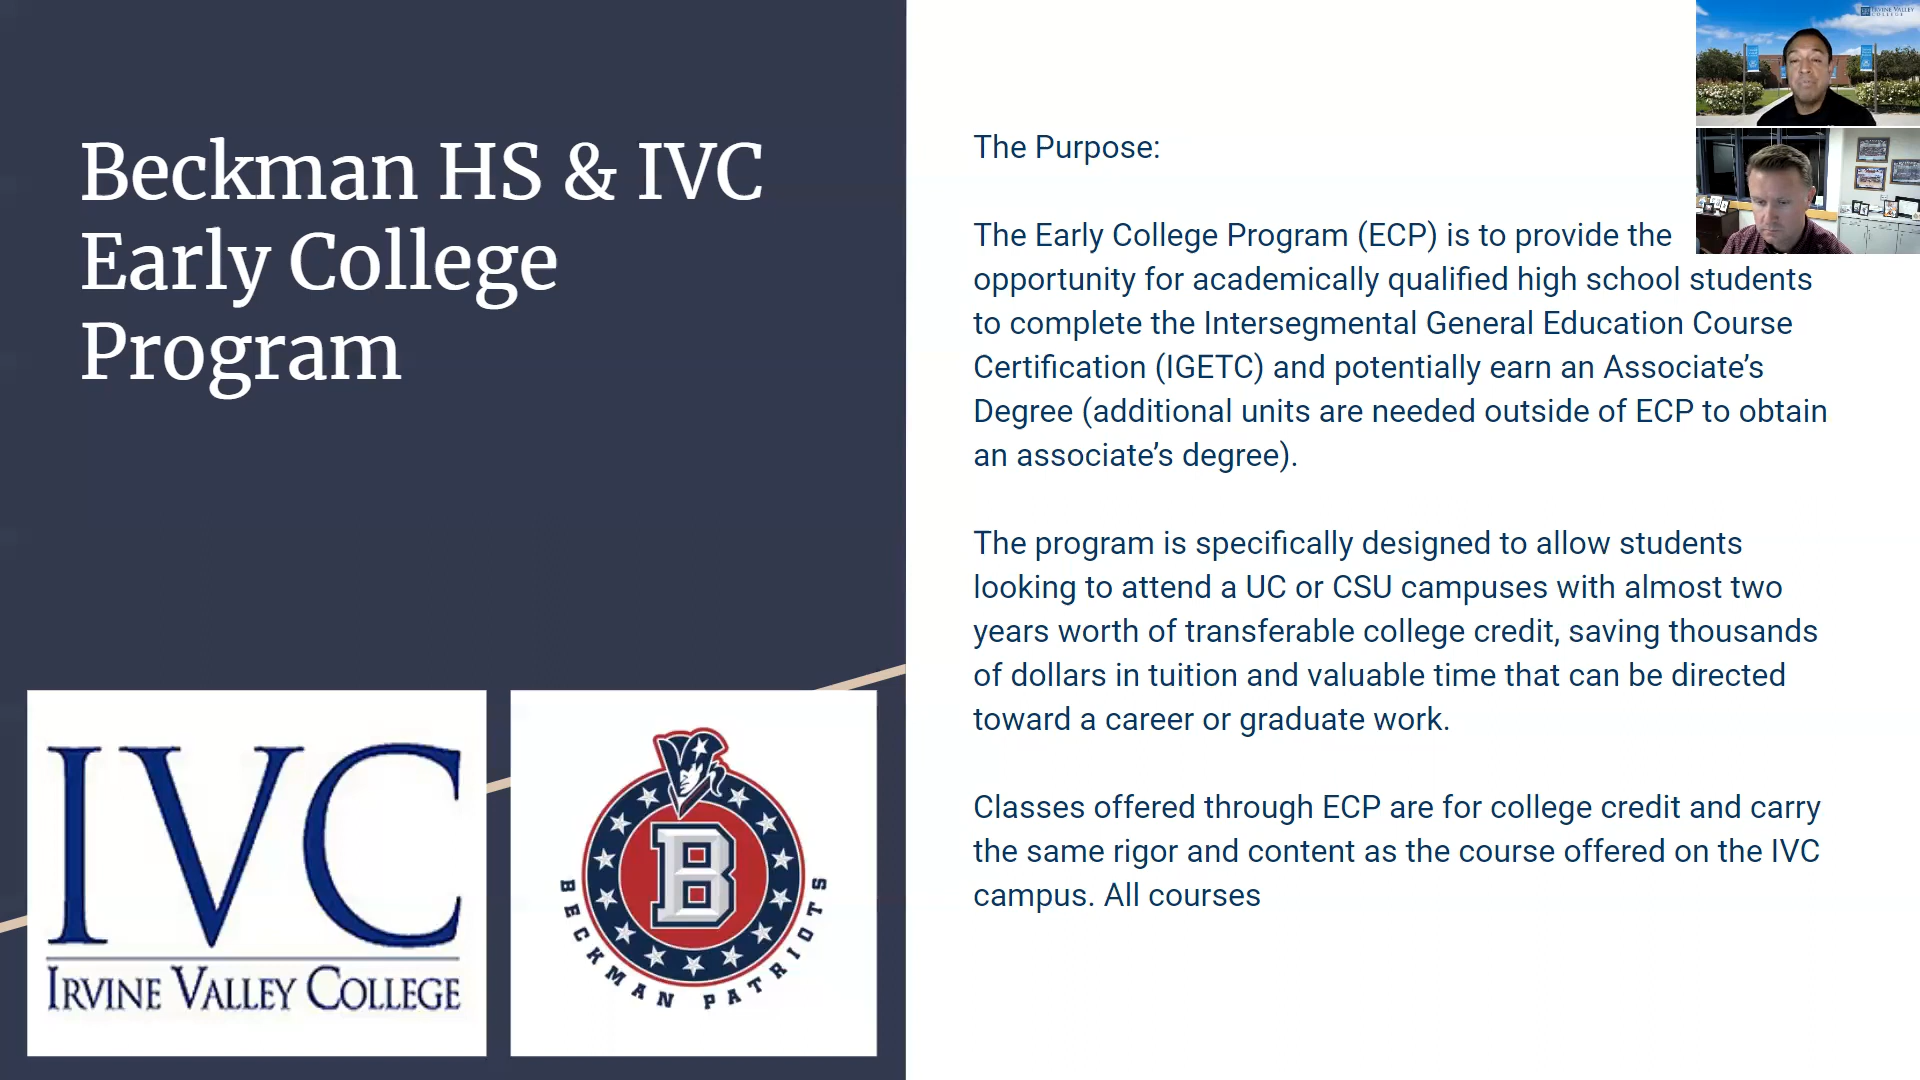 Beckman HS & IVC
Early College
Program
IVC
IRVINE VALLEY COLLEGE
B
BECKMAN PATRIOTS
The Purpose:
The Early College Program (ECP) is to provide the
opportunity for academically qualified high school students
to complete the Intersegmental General Education Course
Certification (IGETC) and potentially earn an Associate’s
Degree (additional units are needed outside of ECP to obtain
an associate’s degree).
The program is specifically designed to allow students
looking to attend a UC or CSU campuses with almost two
years worth of transferable college credit, saving thousands
of dollars in tuition and valuable time that can be directed
toward a career or graduate work.
Classes offered through ECP are for college credit and carry
the same rigor and content as the course offered on the IVC
campus. All courses
IRVINE VALLEY
COLLEGE